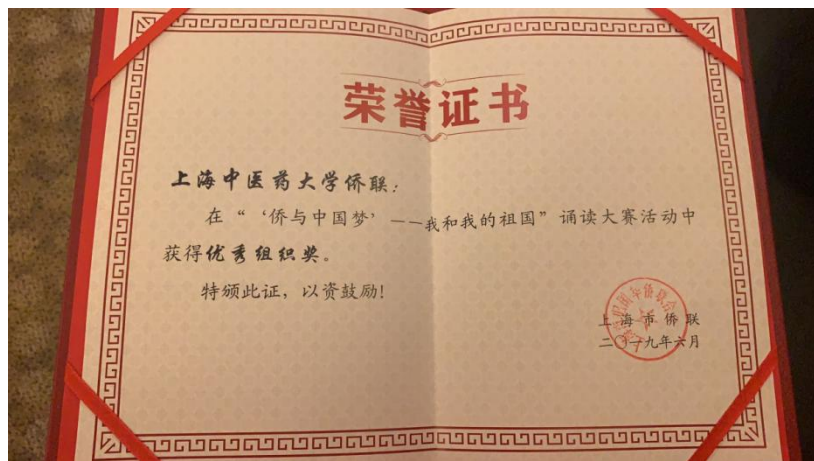 荣誉证书
上海中医药大学侨联：
在“‘侨与中国梦’——我和我的祖国”诵读大赛活动中
获得优秀组织奖。
特颁此证，以资鼓励！
上海市侨联
二〇一九年六月